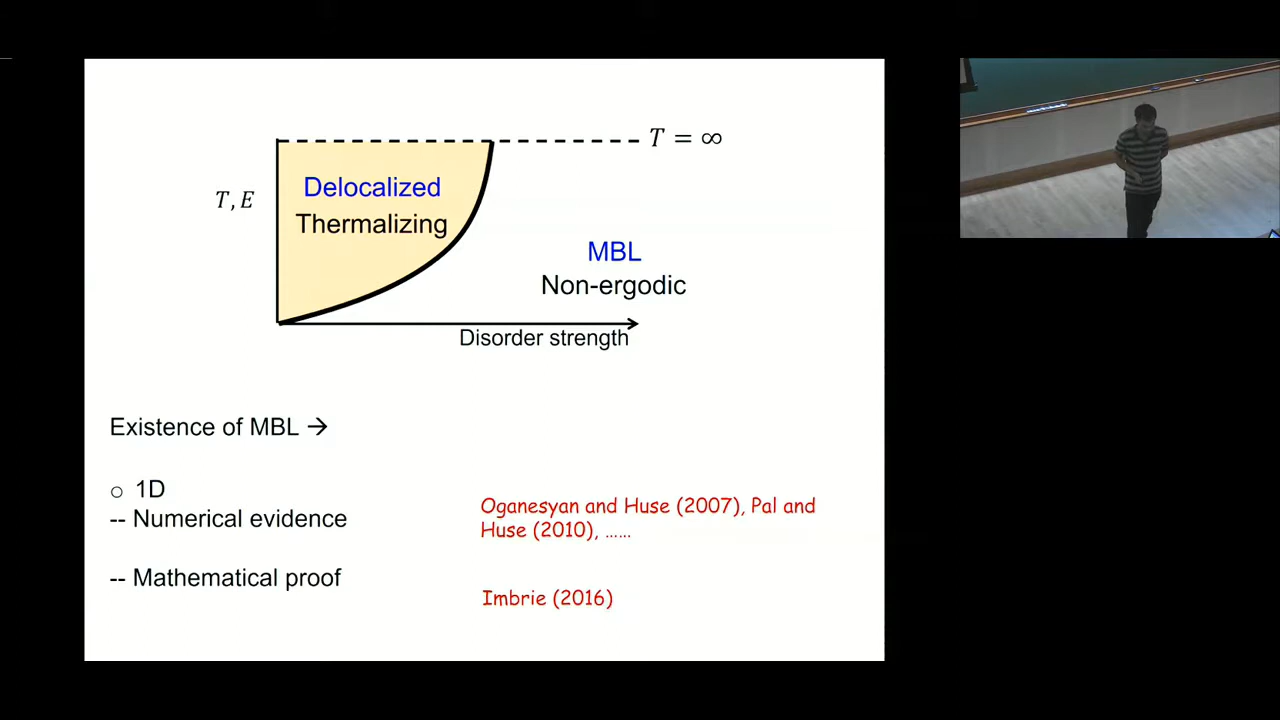 T = ∞
Delocalized
T, E
Thermalizing
MBL
Non-ergodic
Disorder strength
Existence of MBL →
○ 1D
-- Numerical evidence
Oganesyan and Huse (2007), Pal and
Huse (2010), ......
-- Mathematical proof
Imbrie (2016)